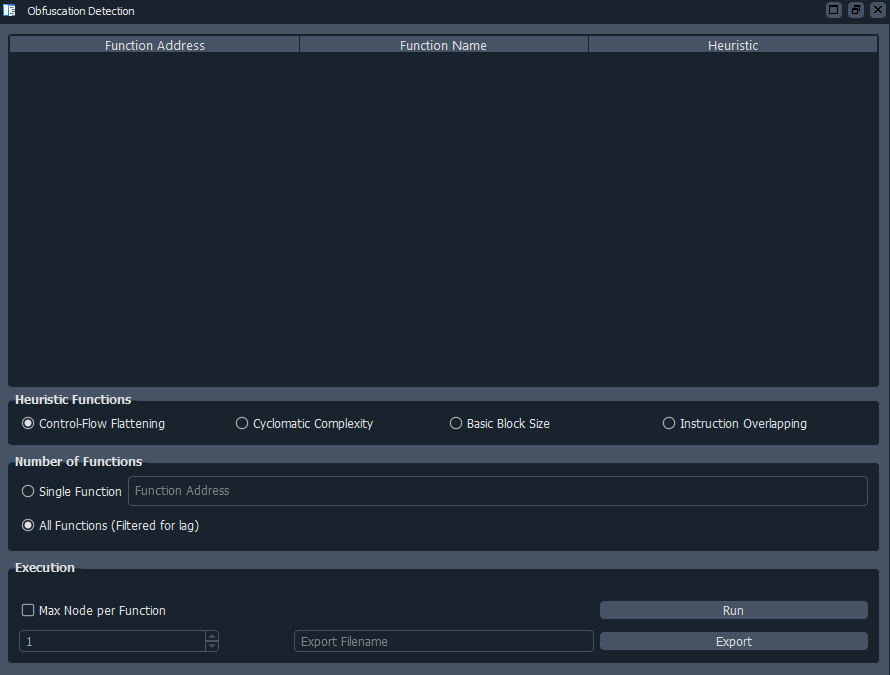 Obfuscation Detection
Function Address Function Name Heuristic
Heuristic Functions
Control-Flow Flattening Cyclomatic Complexity Basic Block Size Instruction Overlapping
Number of Functions
Single Function Function Address
All Functions (Filtered for lag)
Execution
Max Node per Function Run
1 Export Filename Export